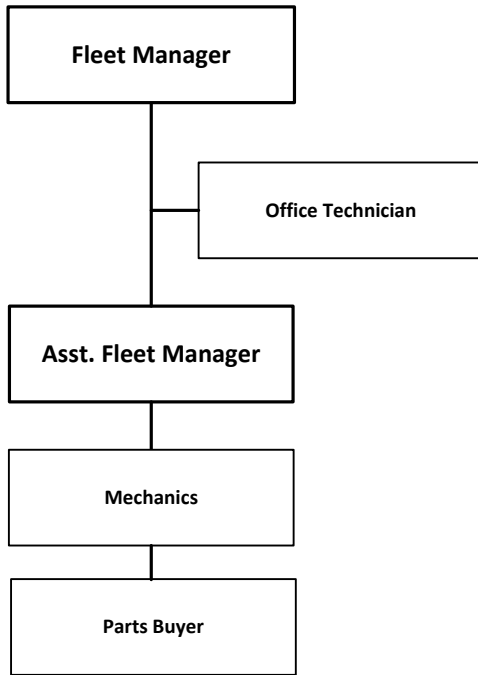 Fleet Manager
Office Technician
Asst. Fleet Manager
Mechanics
Parts Buyer